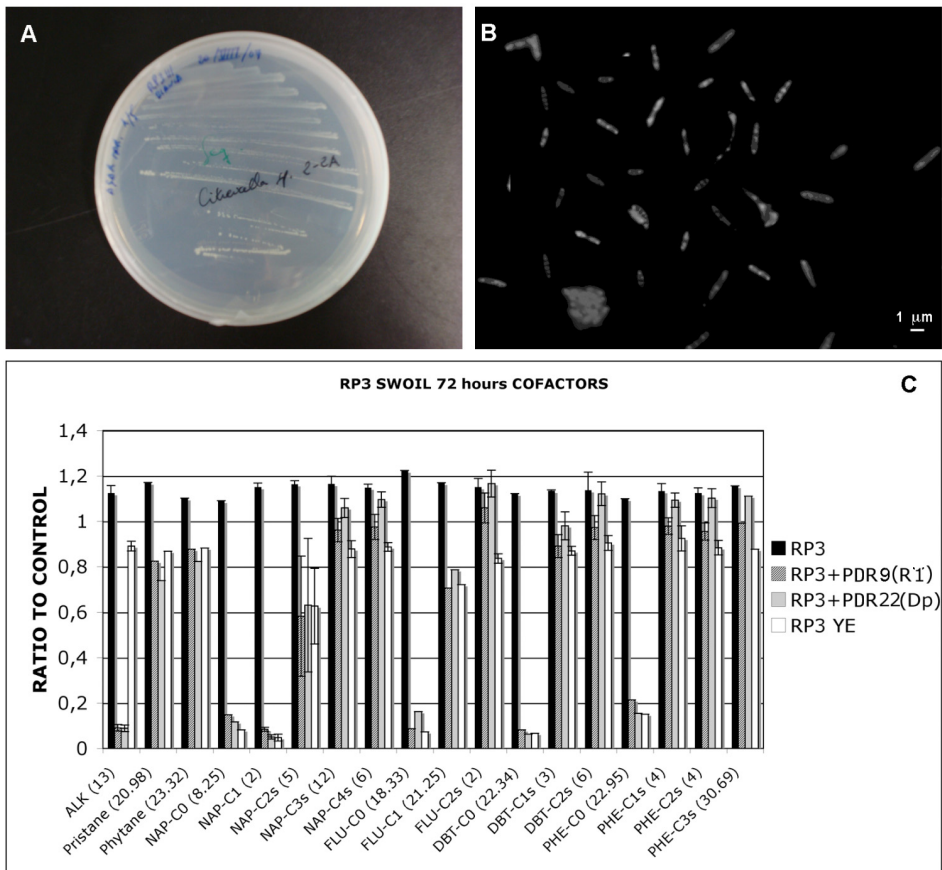 A
Citreicella sp. 2-2A
B
1 µm
C
RP3 SWOIL 72 hours COFACTORS
RATIO TO CONTROL
1,4
1,2
1
0,8
0,6
0,4
0,2
0
ALK (13)
Pristane (20.98)
Phytane (23.32)
NAP-C0 (8.25)
NAP-C1 (2)
NAP-C2s (5)
NAP-C3s (12)
NAP-C4s (6)
FLU-C0 (18.33)
FLU-C1 (21.25)
FLU-C2s (2)
DBT-C0 (22.34)
DBT-C1s (3)
DBT-C2s (6)
PHE-C0 (22.95)
PHE-C1s (4)
PHE-C2s (4)
PHE-C3s (30.69)
RP3
RP3+PDR9(R'1')
RP3+PDR22(Dp)
RP3 YE